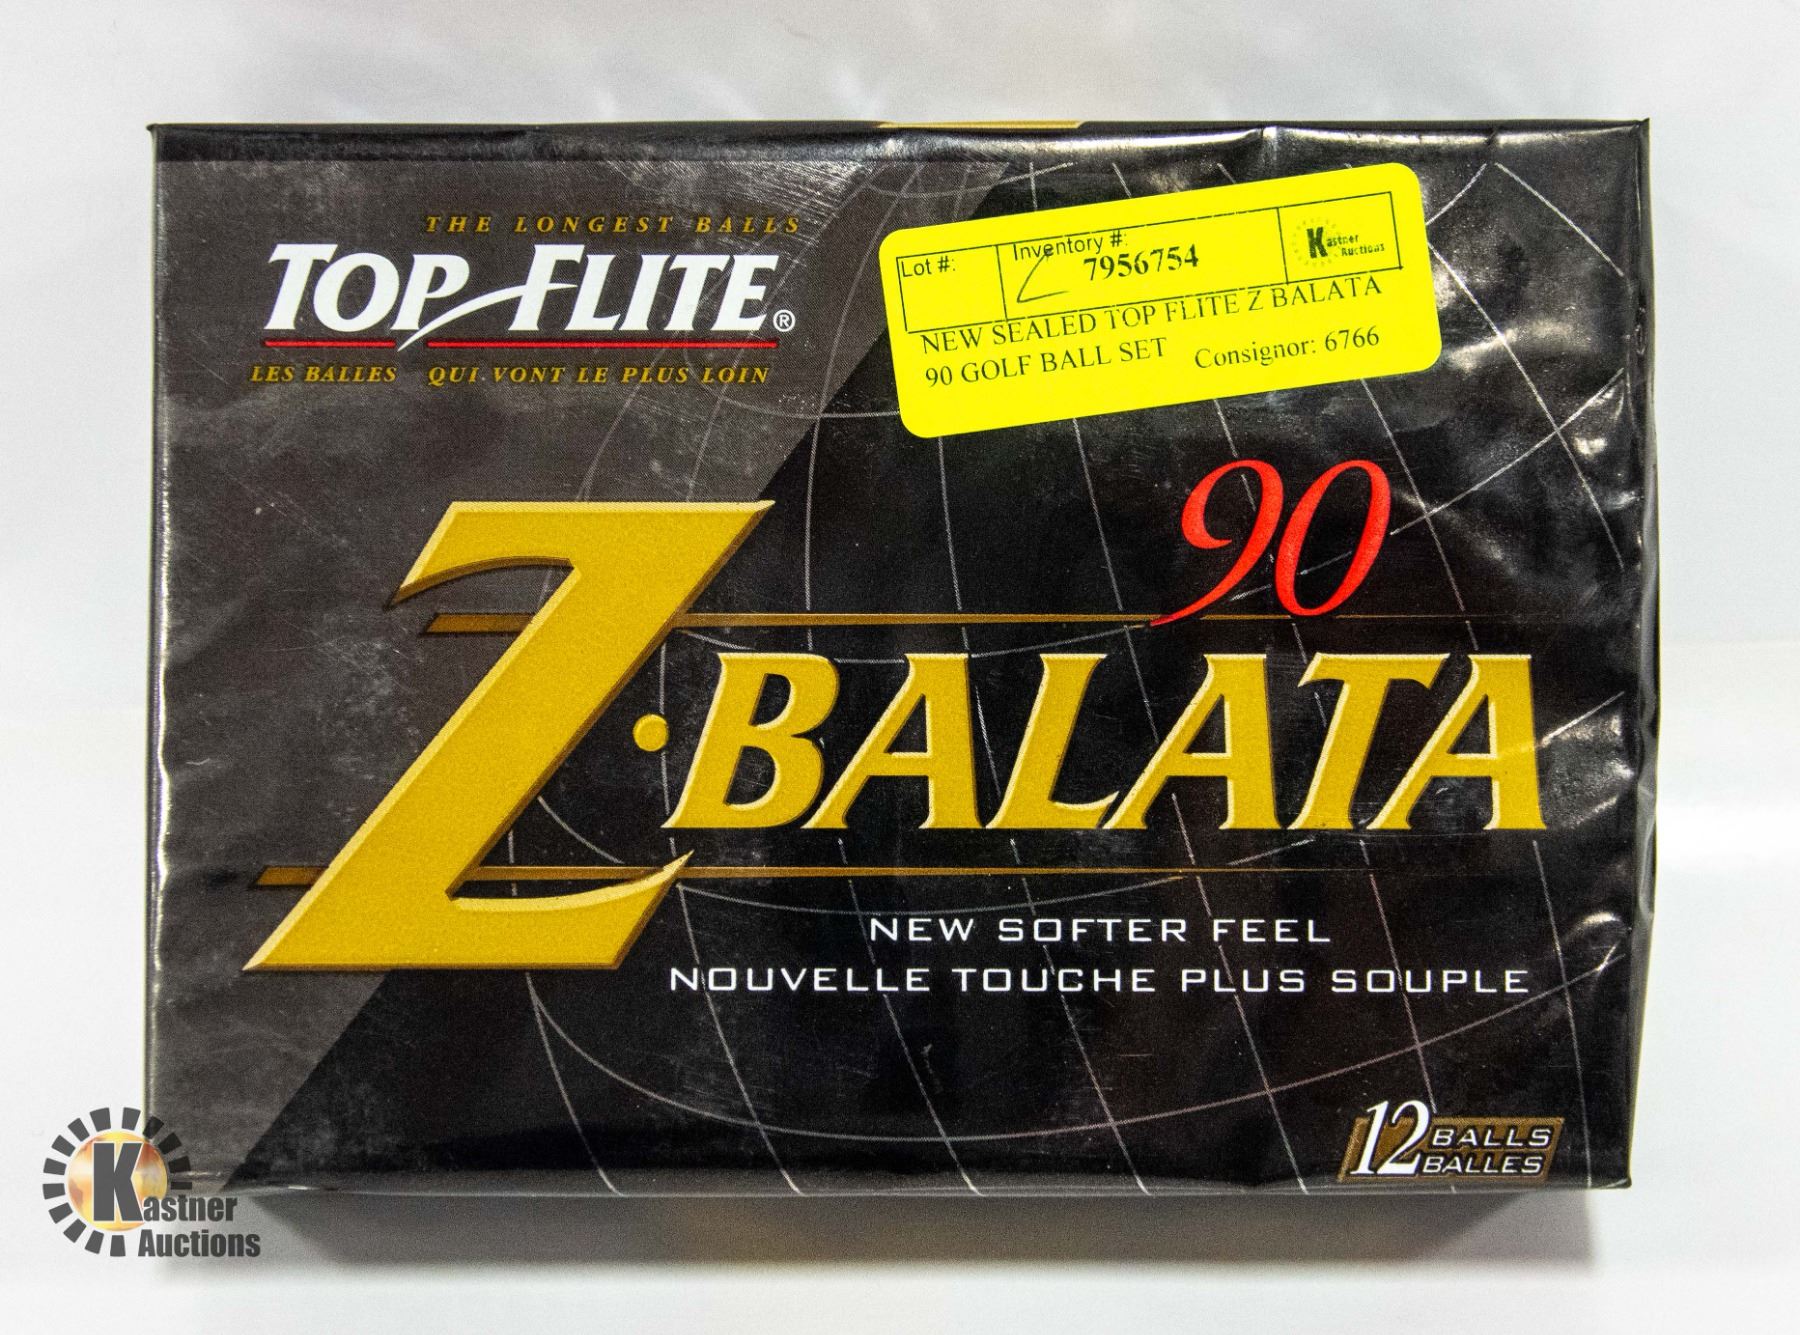 THE LONGEST BALLS
TOP-FLITE®
LES BALLES QUI VONT LE PLUS LOIN
Lot #:
Inventory #:
7956754
Kastner
Auctions
NEW SEALED TOP FLITE Z BALATA
90 GOLF BALL SET
Consignor: 6766
90
Z·BALATA
NEW SOFTER FEEL
NOUVELLE TOUCHE PLUS SOUPLE
12 BALLS
BALLES
Kastner
Auctions